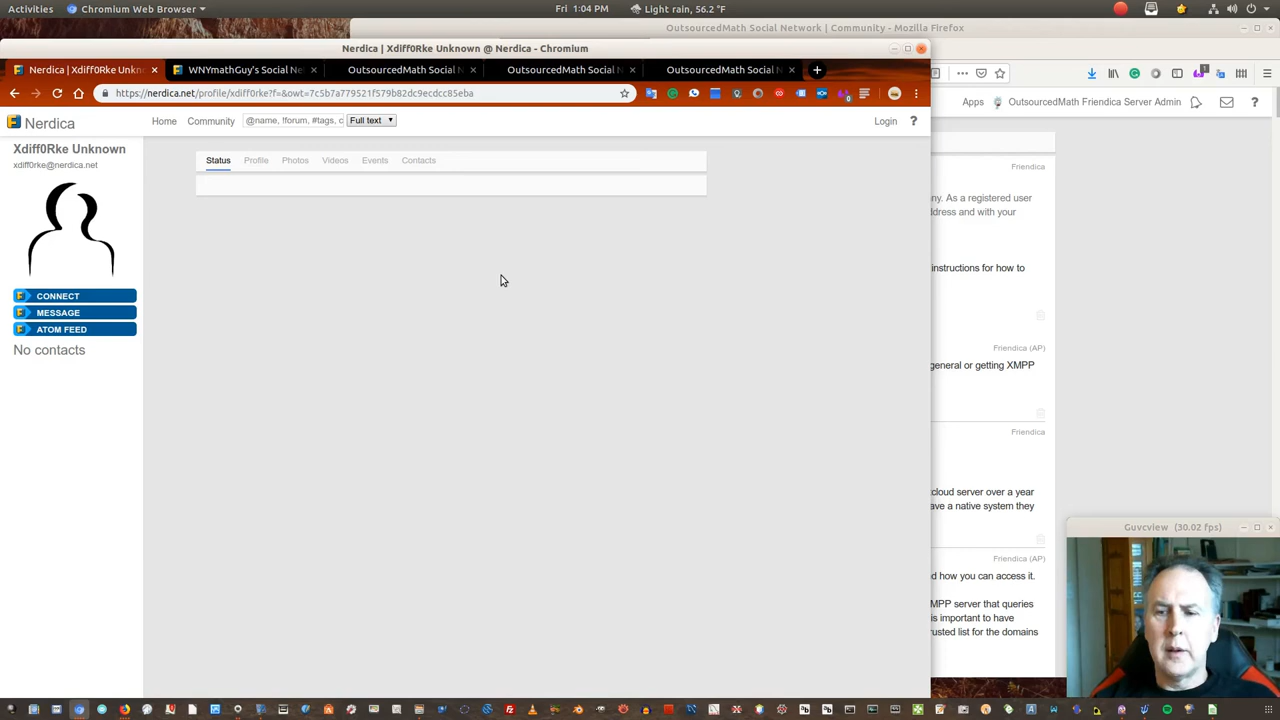 Activities
Chromium Web Browser
Fri 1:04 PM
Light rain, 56.2 °F
OutsourcedMath Social Network | Community - Mozilla Firefox
Nerdica | Xdiff0Rke Unknown @ Nerdica - Chromium
Nerdica | Xdiff0Rke Unkn
WNYmathGuy's Social Ne
OutsourcedMath Social N
OutsourcedMath Social N
OutsourcedMath Social N
https://nerdica.net/profile/xdiff0rke?f=&owt=7c5b7a779521f579b82dc9ecdcc85eba
Apps
OutsourcedMath Friendica Server Admin
Nerdica
Home
Community
@name, !forum, #tags, c
Full text
Login
?
Xdiff0Rke Unknown
xdiff0rke@nerdica.net
Status
Profile
Photos
Videos
Events
Contacts
CONNECT
MESSAGE
ATOM FEED
No contacts
Friendica
ny. As a registered user
ddress and with your
instructions for how to
Friendica (AP)
general or getting XMPP
Friendica
tcloud server over a year
ave a native system they
Friendica (AP)
d how you can access it.
MPP server that queries
is important to have
rusted list for the domains
Guvcview (30.02 fps)